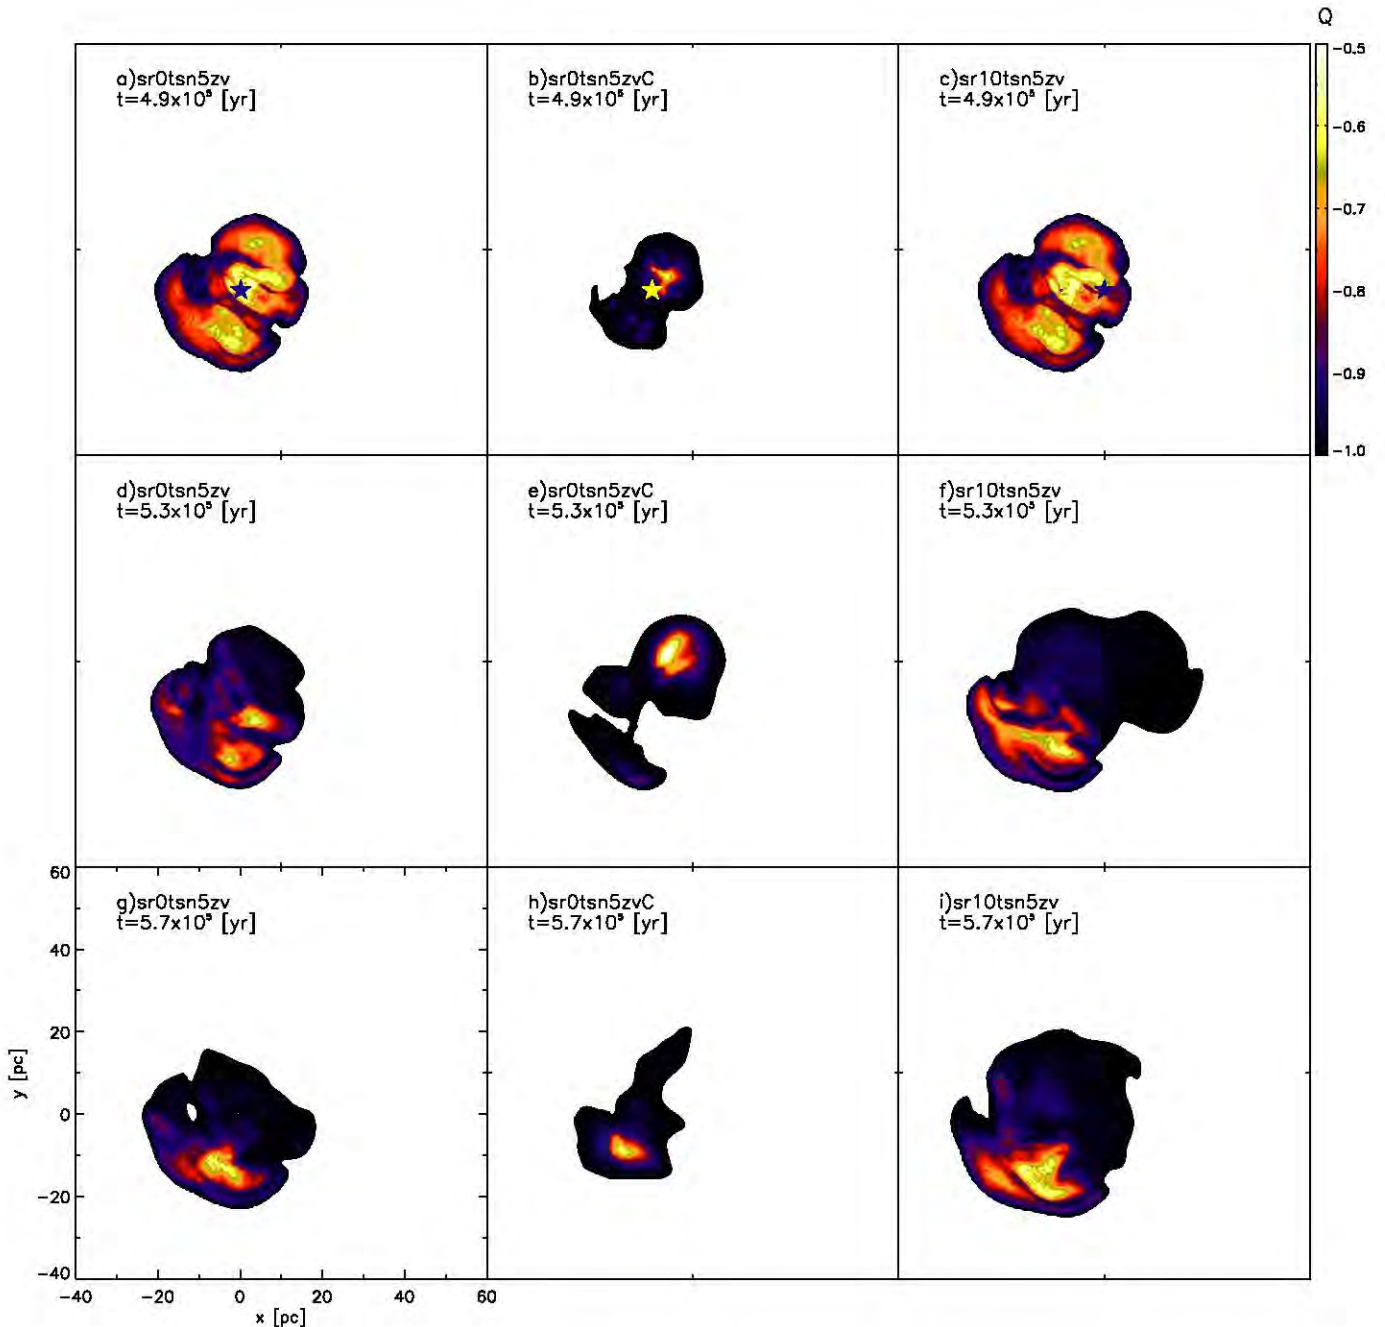 Q
a)sr0tsn5zv
t=4.9x10⁵ [yr]
b)sr0tsn5zvC
t=4.9x10⁵ [yr]
c)sr10tsn5zv
t=4.9x10⁵ [yr]
-0.5
-0.6
-0.7
-0.8
-0.9
-1.0
d)sr0tsn5zv
t=5.3x10⁵ [yr]
e)sr0tsn5zvC
t=5.3x10⁵ [yr]
f)sr10tsn5zv
t=5.3x10⁵ [yr]
g)sr0tsn5zv
t=5.7x10⁵ [yr]
h)sr0tsn5zvC
t=5.7x10⁵ [yr]
i)sr10tsn5zv
t=5.7x10⁵ [yr]
60
40
20
0
-20
-40
y [pc]
-40 -20 0 20 40 60
x [pc]